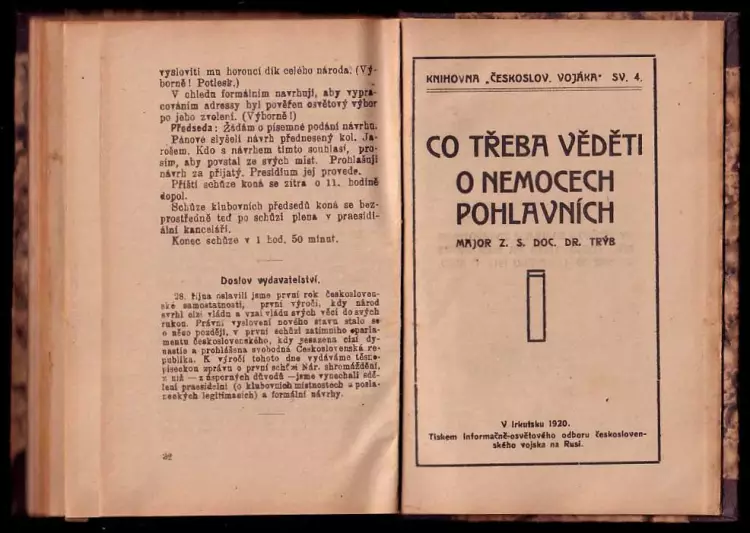 vysloviti mu horoucí dík celého národa. (Vý-
borně! Potlesk.)
V ohledu formálním navrhuji, aby vypra-
cováním adressy byl pověřen osvětový výbor
po jeho zvolení. (Výborně!)
Předseda: Žádám o písemné podání návrhu.
Pánové slyšeli návrh přednesený kol. Ja-
rošem. Kdo s návrhem tímto souhlasí, pro-
sím, aby povstal ze svých míst. Prohlašuji
návrh za přijatý. Presidium jej provede.
Příští schůze koná se zítra o 11. hodině
dopol.
Schůze klubovních předsedů koná se bez-
prostředně teď po schůzi plena v praesidi-
ální kanceláři.
Konec schůze v 1 hod. 50 minut.
Doslov vydavatelství.
28. října oslavili jsme první rok českosloven-
ské samostatnosti, první výročí, kdy národ
svrhl cizí vládu a vzal vládu svých věcí do svých
rukou. Právní vyslovení nového stavu stalo se
o něco později, v první schůzi zatímního parla-
mentu československého, kdy sesazena cizí dy-
nastie a prohlášena svobodná Československá re-
publika. K výročí tohoto dne vydáváme těsno-
píseckou zprávu o první schůzi Nár. shromáždění,
z níž — z úsporných důvodů — jsme vynechali sdě-
lení praesidelní (o klubovních místnostech a posla-
neckých legitimacích) a formální návrhy.
32
KNIHOVNA „ČESKOSLOV. VOJÁKA" SV. 4.
CO TŘEBA VĚDĚTI
O NEMOCECH
POHLAVNÍCH
MAJOR Z. S. DOC. DR. TRÝB
V Irkutsku 1920.
Tiskem Informačně-osvětového odboru českosloven-
ského vojska na Rusi.